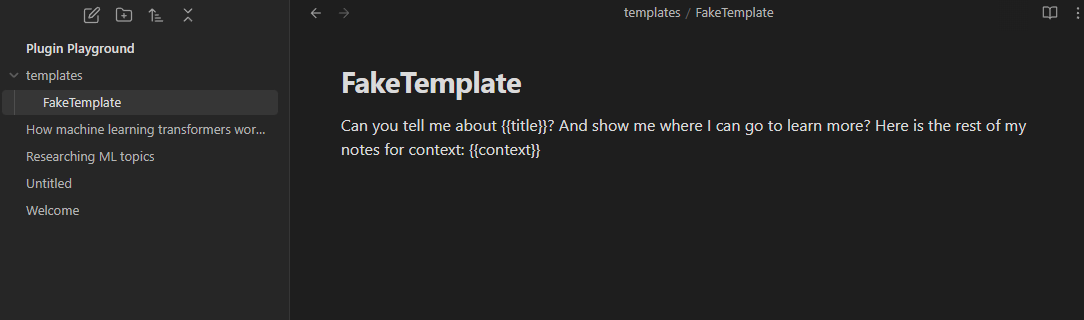 templates / FakeTemplate
Plugin Playground
templates
FakeTemplate
How machine learning transformers wor...
Researching ML topics
Untitled
Welcome
FakeTemplate
Can you tell me about {{title}}? And show me where I can go to learn more? Here is the rest of my
notes for context: {{context}}